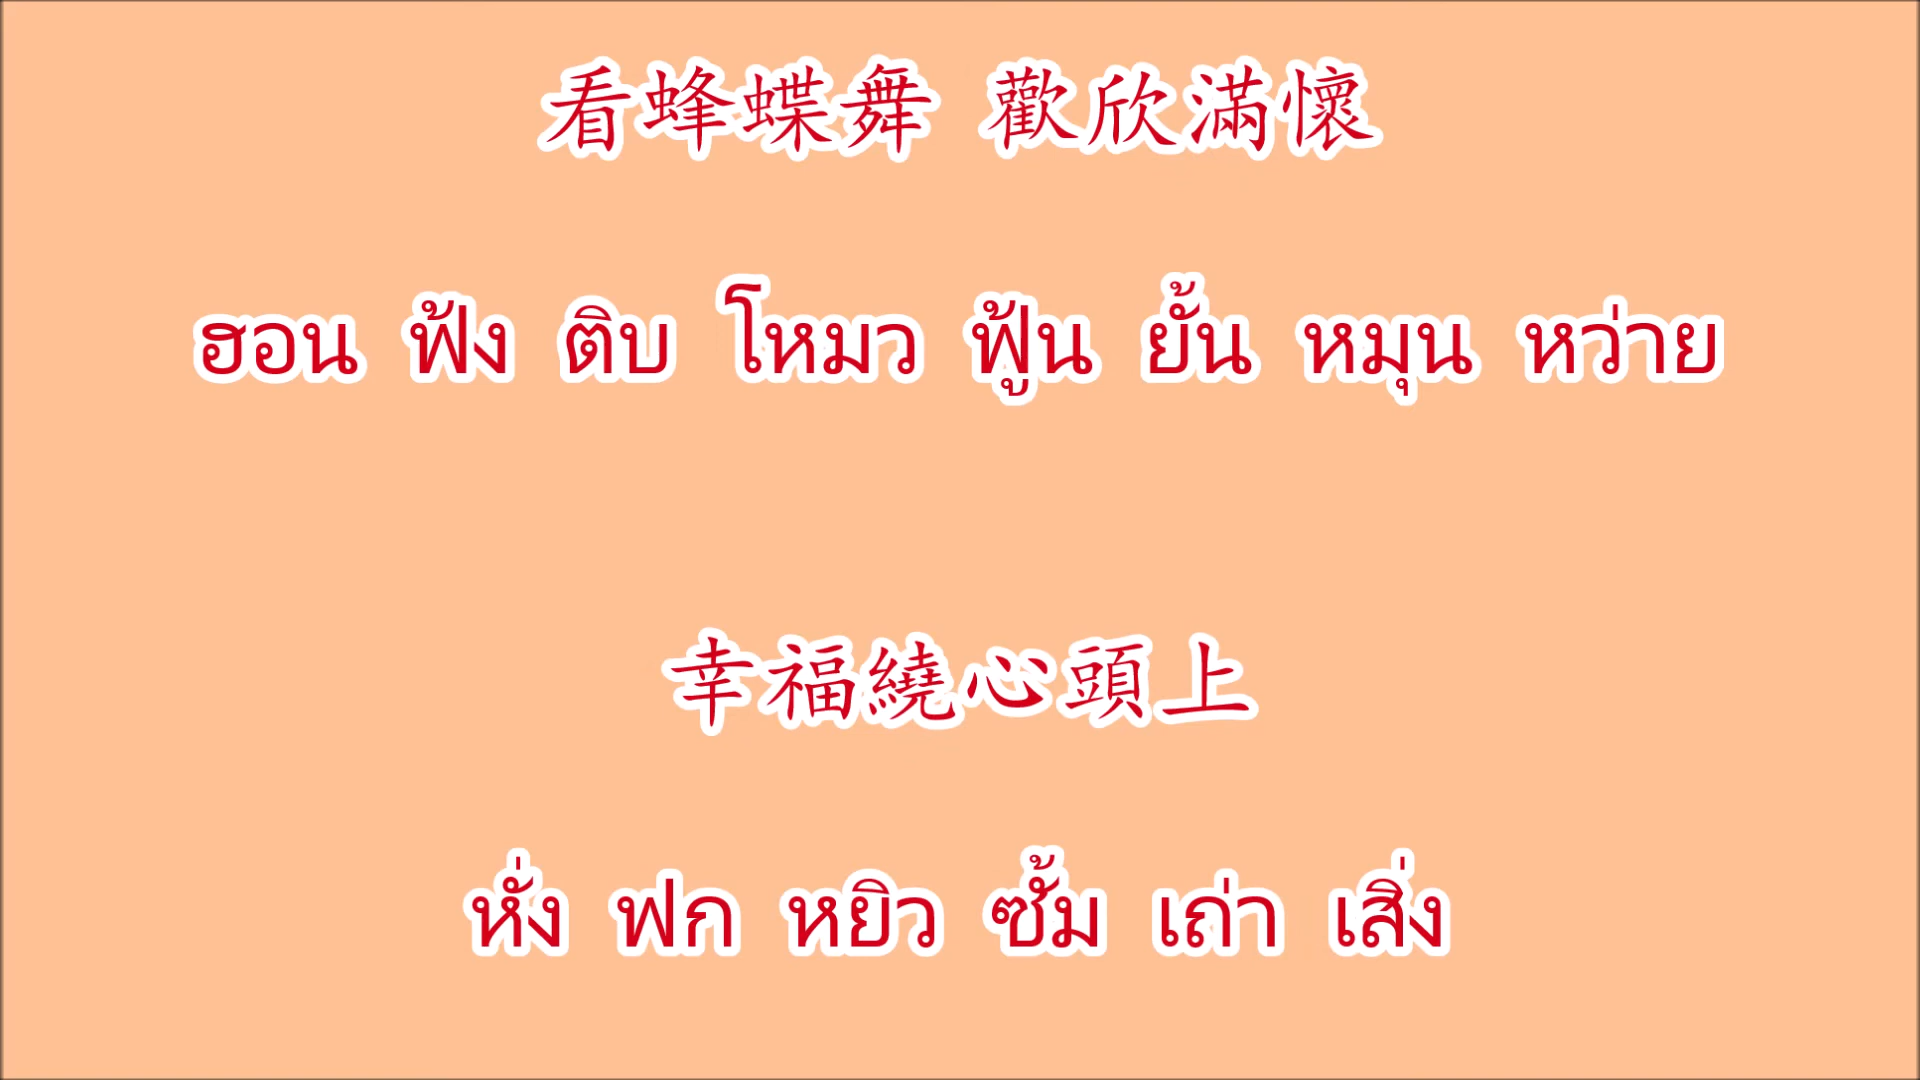 看蜂蝶舞 歡欣滿懷
ฮอน ฟ้ง ติบ โหมว ฟู้น ยั้น หมุน หว่าย
幸福繞心頭上
หั่ง ฟก หยิว ซั้ม เถ่า เสิ่ง